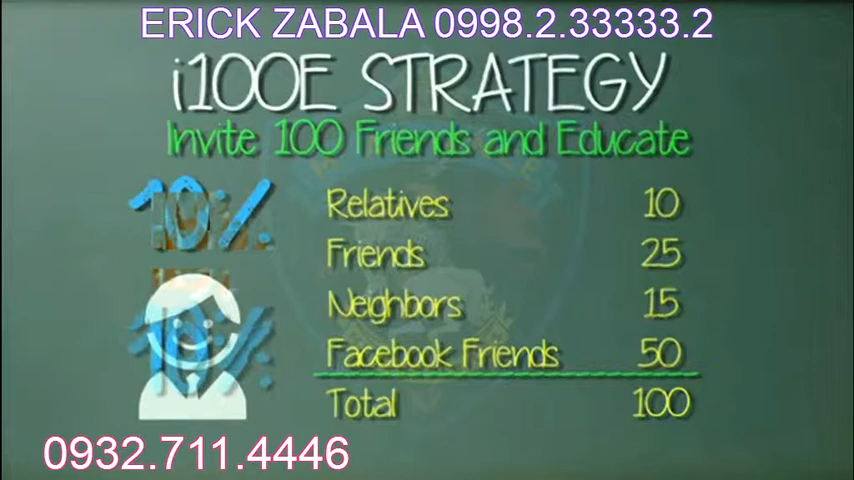 ERICK ZABALA 0998.2.33333.2
i100E STRATEGY
Invite 100 Friends and Educate
10%
Relatives 10
Friends 25
Neighbors 15
10%
Facebook Friends 50
Total 100
0932.711.4446